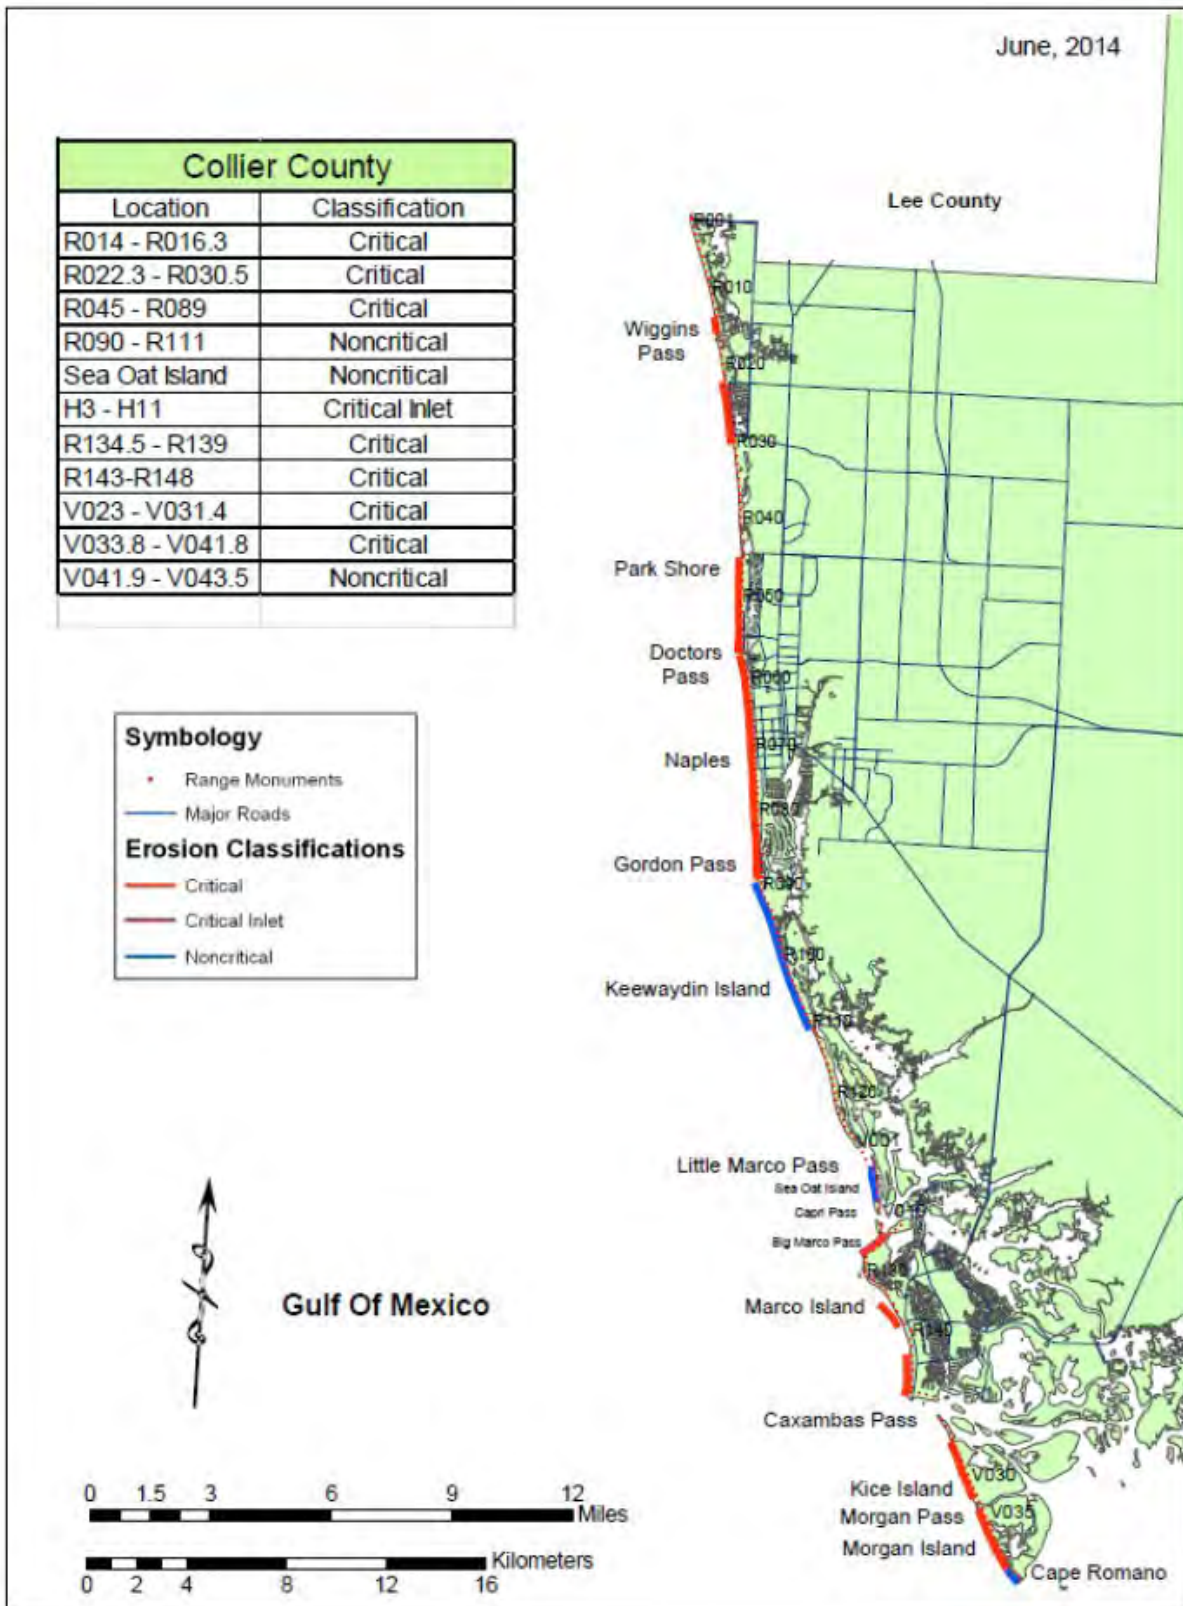 June, 2014
Collier County
Location Classification
R014 - R016.3 Critical
R022.3 - R030.5 Critical
R045 - R089 Critical
R090 - R111 Noncritical
Sea Oat Island Noncritical
H3 - H11 Critical Inlet
R134.5 - R139 Critical
R143-R148 Critical
V023 - V031.4 Critical
V033.8 - V041.8 Critical
V041.9 - V043.5 Noncritical
Symbology
Range Monuments
Major Roads
Erosion Classifications
Critical
Critical Inlet
Noncritical
Lee County
R001
R010
Wiggins
Pass
R020
R030
R040
Park Shore
R050
Doctors
Pass
R060
R070
Naples
R080
Gordon Pass
R090
R100
Keewaydin Island
R110
R120
V001
Little Marco Pass
Sea Oat Island
Capri Pass
V010
Big Marco Pass
R130
Marco Island
R140
Caxambas Pass
V030
Kice Island
Morgan Pass
V035
Morgan Island
Cape Romano
Gulf Of Mexico
0 1.5 3 6 9 12
Miles
Kilometers
0 2 4 8 12 16